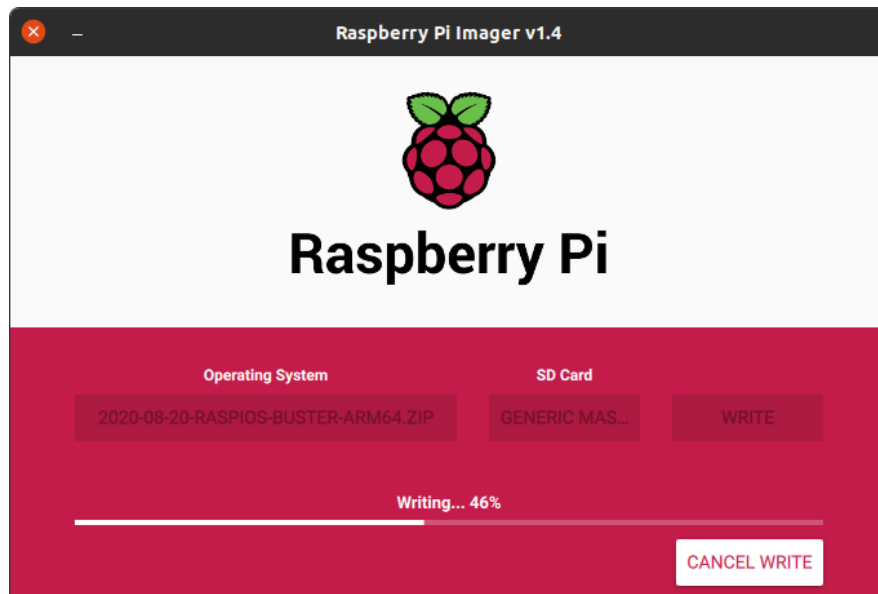 Raspberry Pi Imager v1.4
Raspberry Pi
Operating System SD Card
2020-08-20-RASPIOS-BUSTER-ARM64.ZIP GENERIC MAS... WRITE
Writing... 46%
CANCEL WRITE